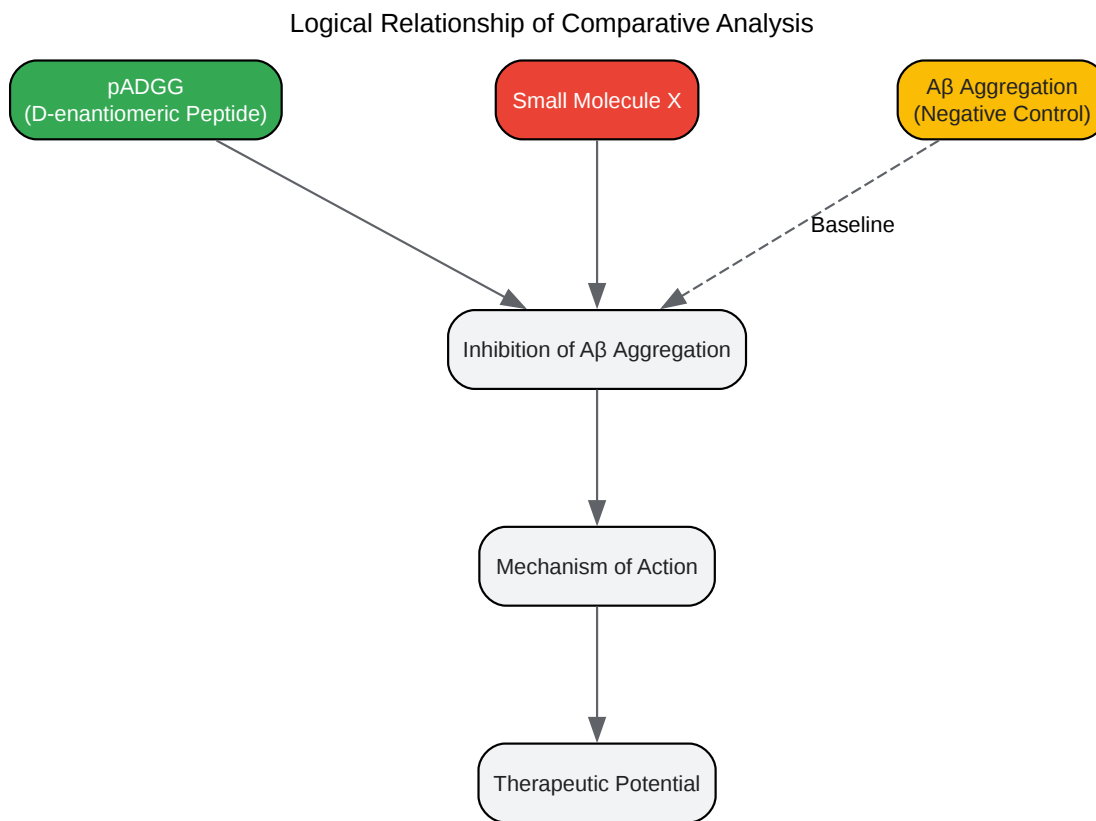 Logical Relationship of Comparative Analysis
pADGG
(D-enantiomeric Peptide)
Small Molecule X
Aβ Aggregation
(Negative Control)
Baseline
Inhibition of Aβ Aggregation
Mechanism of Action
Therapeutic Potential